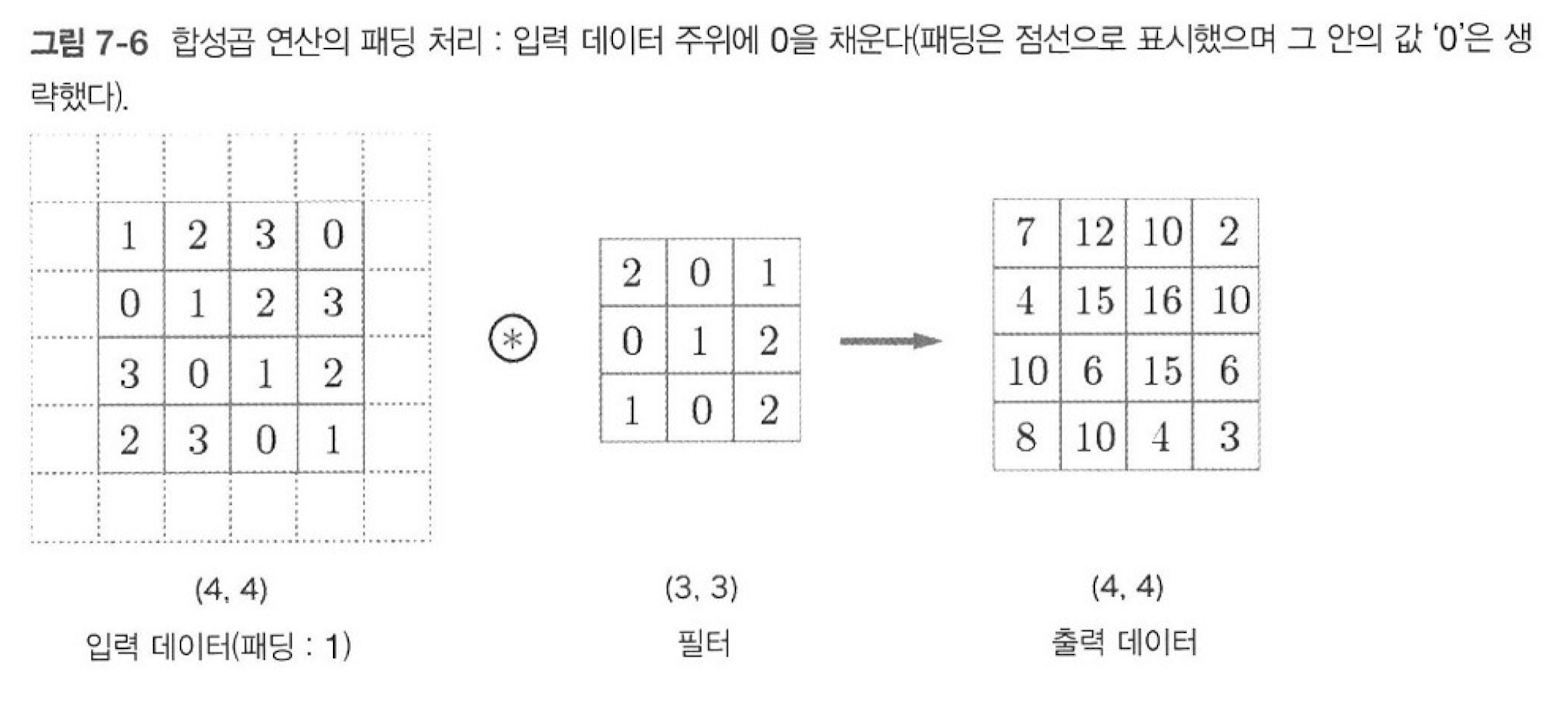 그림 7-6 합성곱 연산의 패딩 처리 : 입력 데이터 주위에 0을 채운다(패딩은 점선으로 표시했으며 그 안의 값 ‘0’은 생
략했다).
1 2 3 0
0 1 2 3
3 0 1 2
2 3 0 1
*
2 0 1
0 1 2
1 0 2
7 12 10 2
4 15 16 10
10 6 15 6
8 10 4 3
(4, 4)
입력 데이터(패딩 : 1)
(3, 3)
필터
(4, 4)
출력 데이터